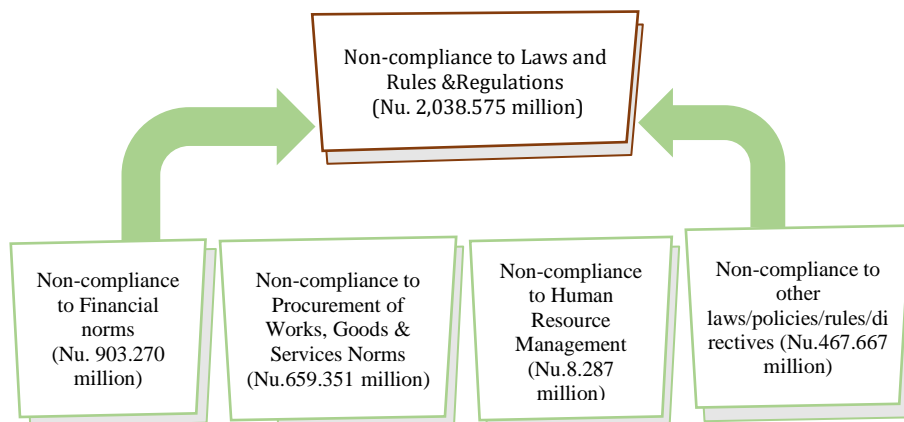 Non-compliance to Laws and
Rules &Regulations
(Nu. 2,038.575 million)
Non-compliance
to Financial
norms
(Nu. 903.270
million)
Non-compliance to
Procurement of
Works, Goods &
Services Norms
(Nu.659.351 million)
Non-compliance
to Human
Resource
Management
(Nu.8.287
million)
Non-compliance to
other
laws/policies/rules/di
rectives (Nu.467.667
million)